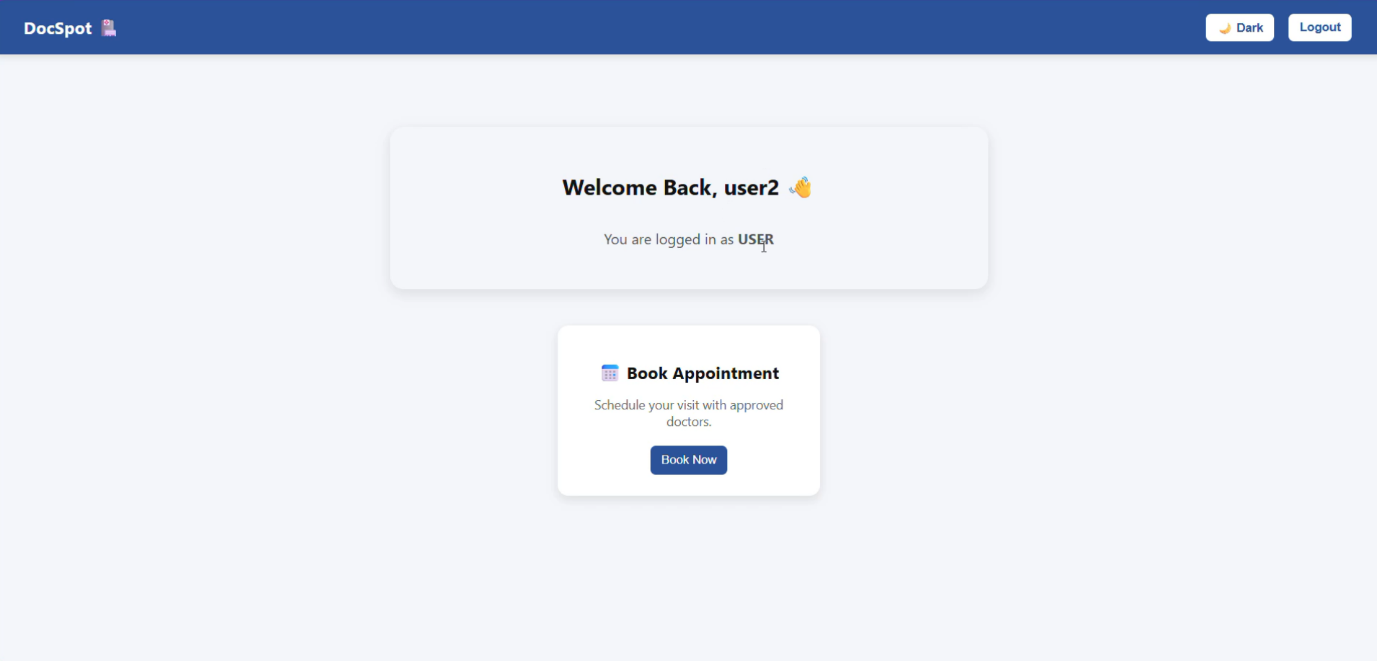 DocSpot
Dark
Logout
Welcome Back, user2
You are logged in as USER
Book Appointment
Schedule your visit with approved
doctors.
Book Now